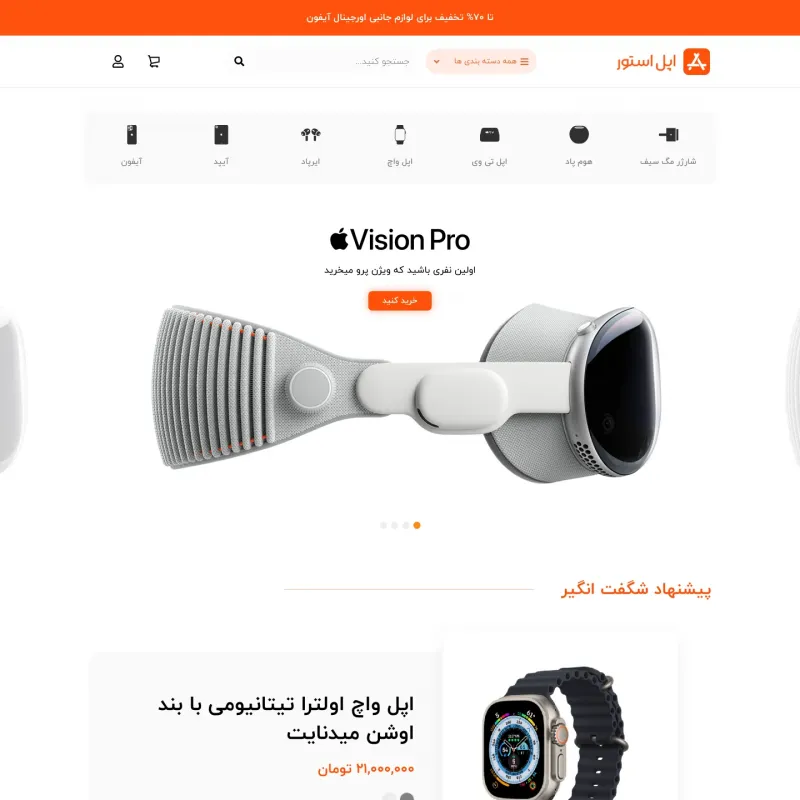 تا ۷۰% تخفیف برای لوازم جانبی اورجینال آیفون
اپل استور
همه دسته بندی ها
جستجو کنید...
شارژر مگ سیف
هوم پاد
اپل تی وی
اپل واچ
ایرپاد
آیپد
آیفون
Vision Pro
اولین نفری باشید که ویژن پرو میخرید
خرید کنید
پیشنهاد شگفت انگیر
اپل واچ اولترا تیتانیومی با بند
اوشن میدنایت
۲۱,۰۰۰,۰۰۰ تومان